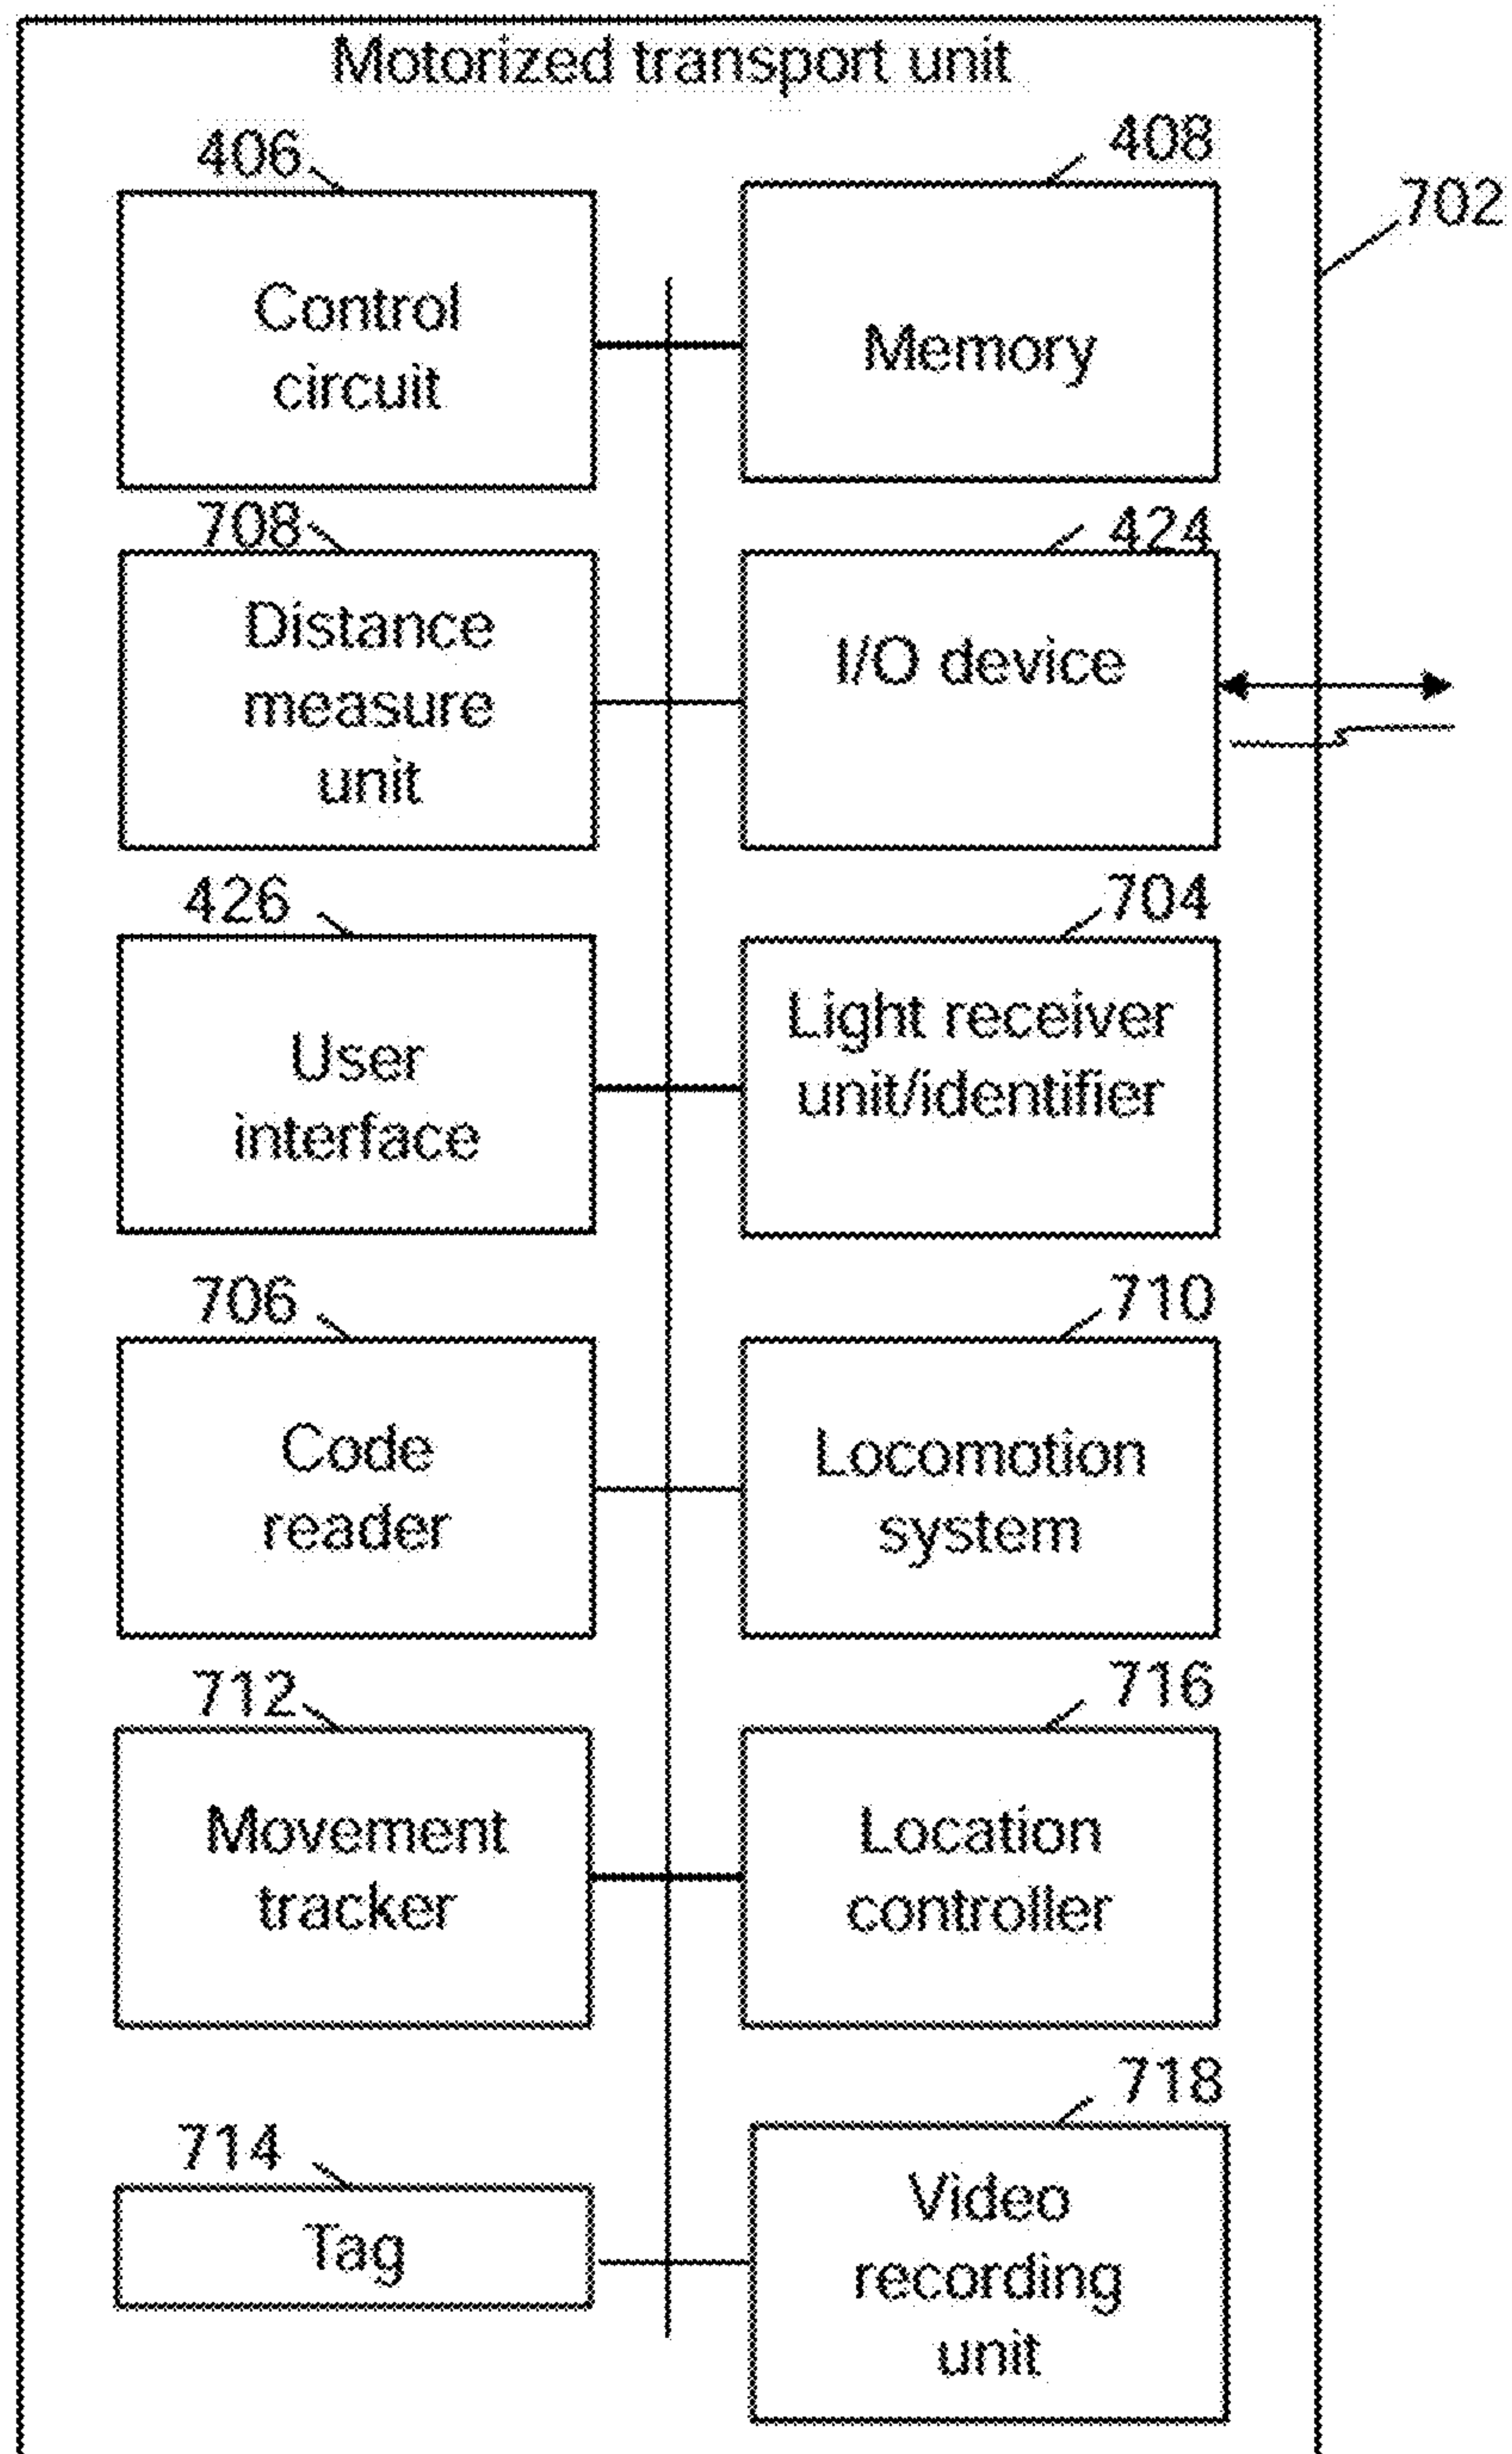 Motorized transport unit
406
408
702
Control
circuit
Memory
708
424
Distance
measure
unit
I/O device
426
704
User
interface
Light receiver
unit/identifier
706
710
Code
reader
Locomotion
system
712
716
Movement
tracker
Location
controller
714
718
Tag
Video
recording
unit